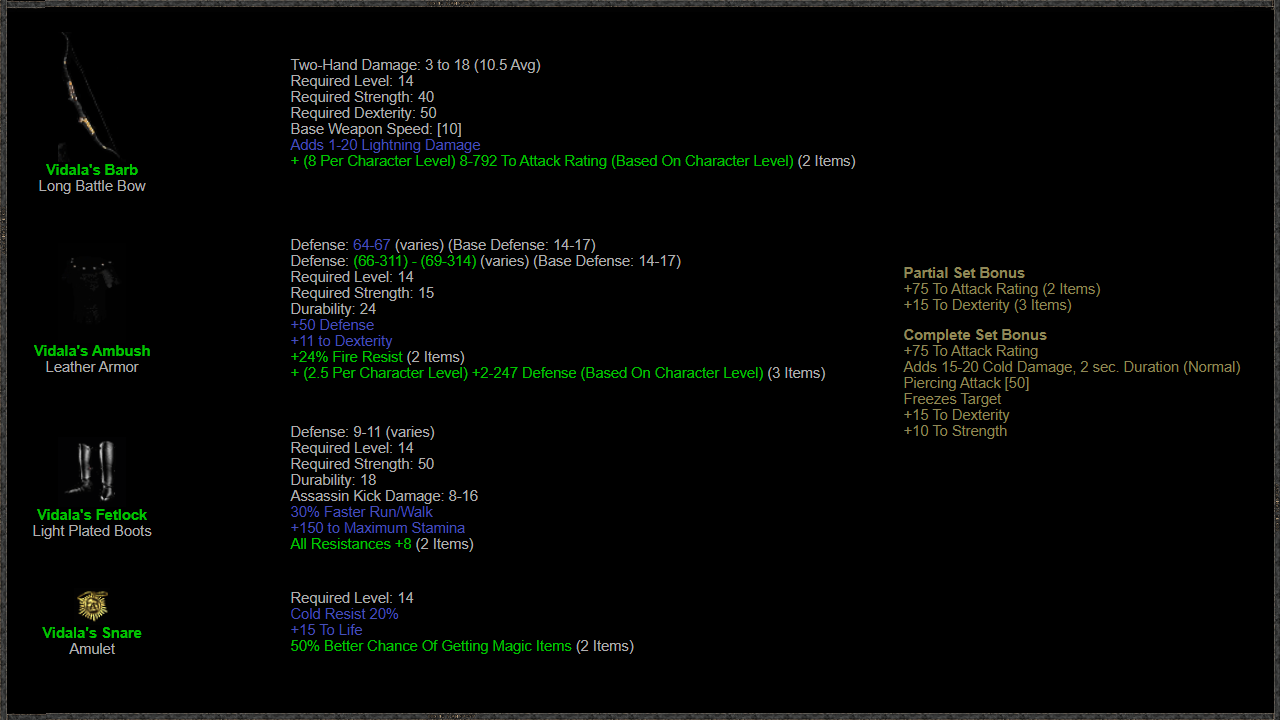 Vidala's Barb
Long Battle Bow
Two-Hand Damage: 3 to 18 (10.5 Avg)
Required Level: 14
Required Strength: 40
Required Dexterity: 50
Base Weapon Speed: [10]
Adds 1-20 Lightning Damage
+ (8 Per Character Level) 8-792 To Attack Rating (Based On Character Level) (2 Items)
Vidala's Ambush
Leather Armor
Defense: 64-67 (varies) (Base Defense: 14-17)
Defense: (66-311) - (69-314) (varies) (Base Defense: 14-17)
Required Level: 14
Required Strength: 15
Durability: 24
+50 Defense
+11 to Dexterity
+24% Fire Resist (2 Items)
+ (2.5 Per Character Level) +2-247 Defense (Based On Character Level) (3 Items)
Vidala's Fetlock
Light Plated Boots
Defense: 9-11 (varies)
Required Level: 14
Required Strength: 50
Durability: 18
Assassin Kick Damage: 8-16
30% Faster Run/Walk
+150 to Maximum Stamina
All Resistances +8 (2 Items)
Vidala's Snare
Amulet
Required Level: 14
Cold Resist 20%
+15 To Life
50% Better Chance Of Getting Magic Items (2 Items)
Partial Set Bonus
+75 To Attack Rating (2 Items)
+15 To Dexterity (3 Items)
Complete Set Bonus
+75 To Attack Rating
Adds 15-20 Cold Damage, 2 sec. Duration (Normal)
Piercing Attack [50]
Freezes Target
+15 To Dexterity
+10 To Strength